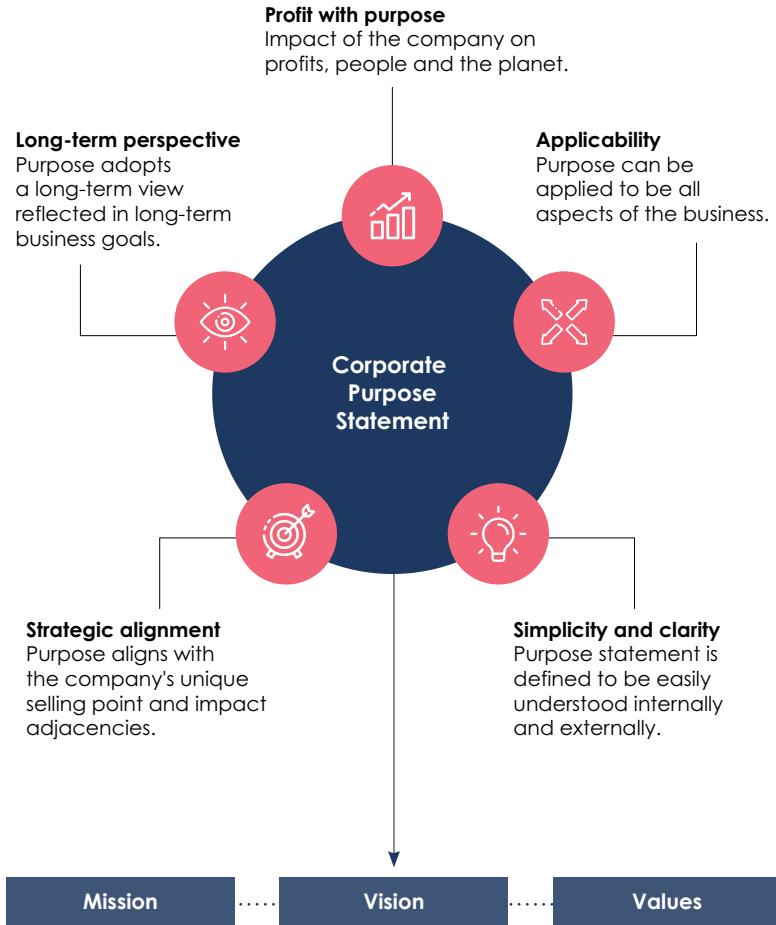 Profit with purpose
Impact of the company on
profits, people and the planet.
Long-term perspective
Purpose adopts
a long-term view
reflected in long-term
business goals.
Applicability
Purpose can be
applied to be all
aspects of the business.
Corporate
Purpose
Statement
Strategic alignment
Purpose aligns with
the company's unique
selling point and impact
adjacencies.
Simplicity and clarity
Purpose statement is
defined to be easily
understood internally
and externally.
Mission
Vision
Values